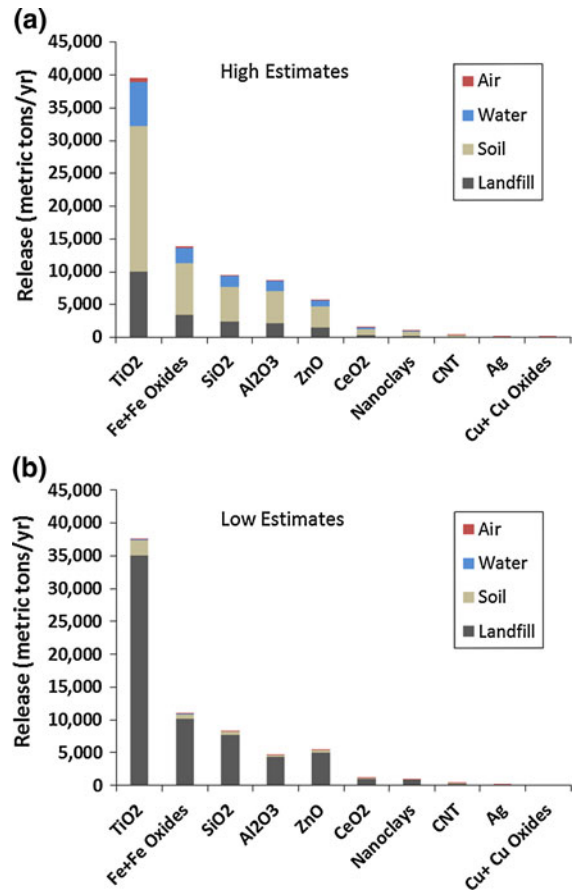 (a)
45,000
40,000
35,000
30,000
25,000
20,000
15,000
10,000
5,000
0
Release (metric tons/yr)
High Estimates
Air
Water
Soil
Landfill
TiO2
Fe+Fe Oxides
SiO2
Al2O3
ZnO
CeO2
Nanoclays
CNT
Ag
Cu+ Cu Oxides
(b)
45,000
40,000
35,000
30,000
25,000
20,000
15,000
10,000
5,000
0
Release (metric tons/yr)
Low Estimates
Air
Water
Soil
Landfill
TiO2
Fe+Fe Oxides
SiO2
Al2O3
ZnO
CeO2
Nanoclays
CNT
Ag
Cu+ Cu Oxides